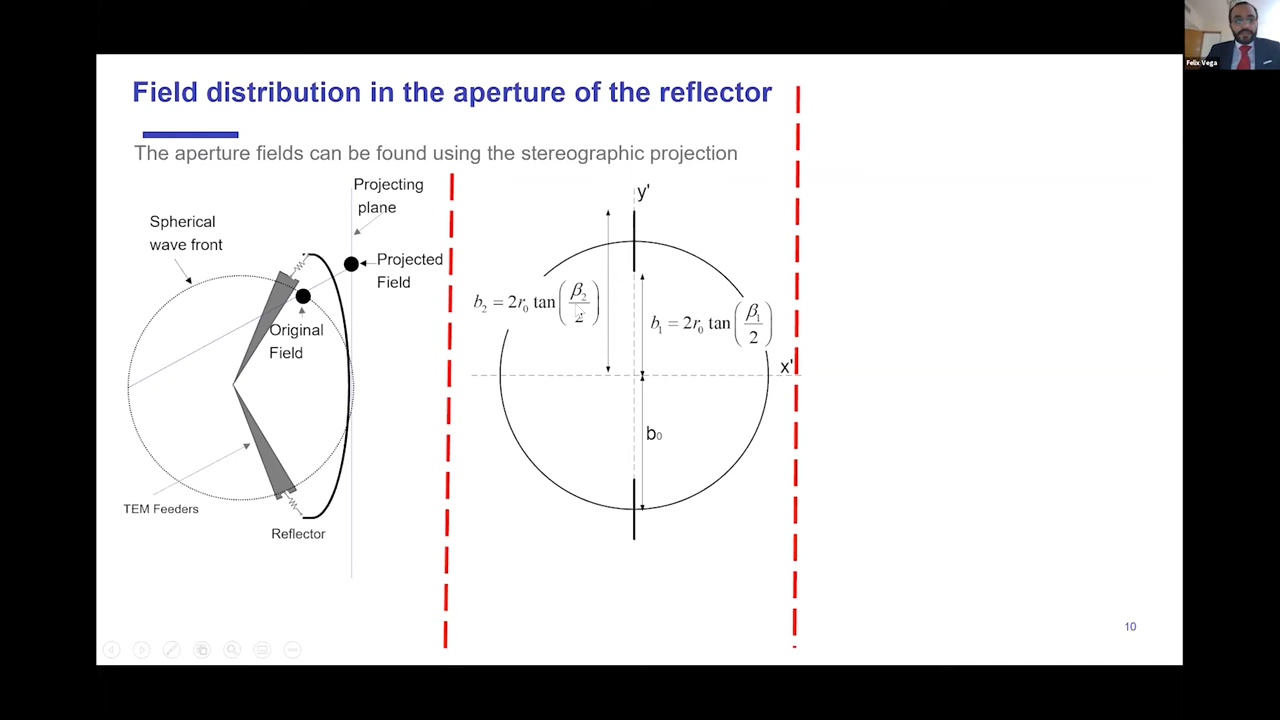 Felix Vega
Field distribution in the aperture of the reflector
The aperture fields can be found using the stereographic projection
Projecting
plane
Spherical
wave front
Projected
Field
Original
Field
TEM Feeders
Reflector
y'
b₂ = 2r₀ tan(β₂/2)
b₁ = 2r₀ tan(β₁/2)
x'
b₀
10